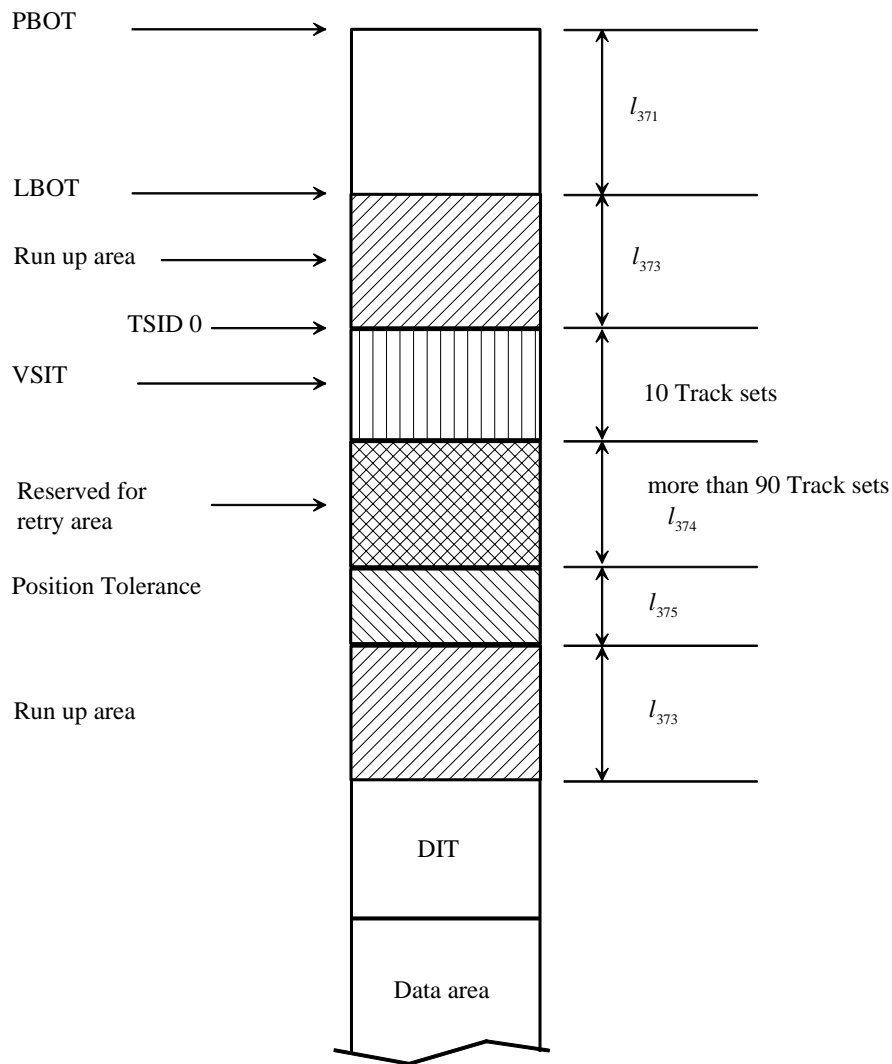 PBOT
l371
LBOT
Run up area
l373
TSID 0
VSIT
10 Track sets
Reserved for
retry area
more than 90 Track sets
l374
Position Tolerance
l375
Run up area
l373
DIT
Data area